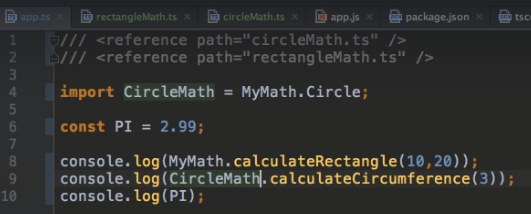 app.ts × rectangleMath.ts × circleMath.ts × app.js × package.json × tsc
1 /// <reference path="circleMath.ts" />
2 /// <reference path="rectangleMath.ts" />
3
4 import CircleMath = MyMath.Circle;
5
6 const PI = 2.99;
7
8 console.log(MyMath.calculateRectangle(10,20));
9 console.log(CircleMath.calculateCircumference(3));
10 console.log(PI);